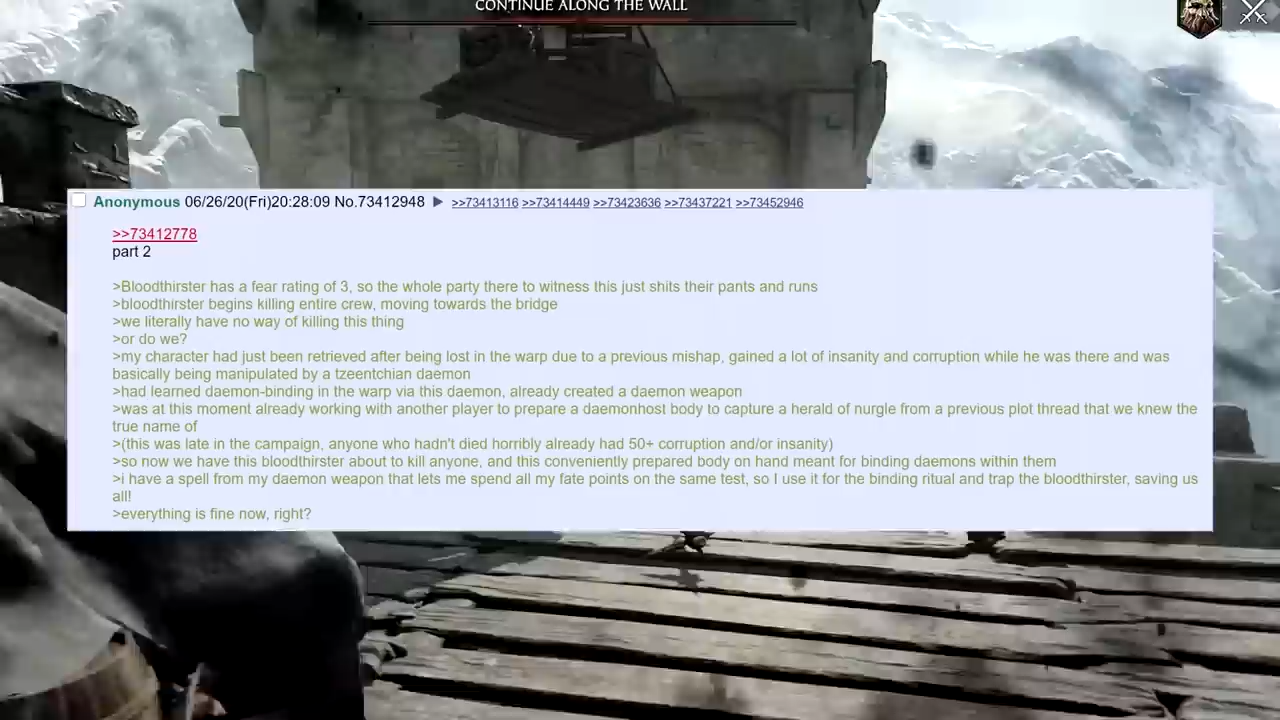 CONTINUE ALONG THE WALL
Anonymous 06/26/20(Fri)20:28:09 No.73412948 ▶ >>73413116 >>73414449 >>73423636 >>73437221 >>73452946
>>73412778
part 2
>Bloodthirster has a fear rating of 3, so the whole party there to witness this just shits their pants and runs
>bloodthirster begins killing entire crew, moving towards the bridge
>we literally have no way of killing this thing
>or do we?
>my character had just been retrieved after being lost in the warp due to a previous mishap, gained a lot of insanity and corruption while he was there and was
basically being manipulated by a tzeentchian daemon
>had learned daemon-binding in the warp via this daemon, already created a daemon weapon
>was at this moment already working with another player to prepare a daemonhost body to capture a herald of nurgle from a previous plot thread that we knew the
true name of
>(this was late in the campaign, anyone who hadn't died horribly already had 50+ corruption and/or insanity)
>so now we have this bloodthirster about to kill anyone, and this conveniently prepared body on hand meant for binding daemons within them
>i have a spell from my daemon weapon that lets me spend all my fate points on the same test, so I use it for the binding ritual and trap the bloodthirster, saving us
all!
>everything is fine now, right?